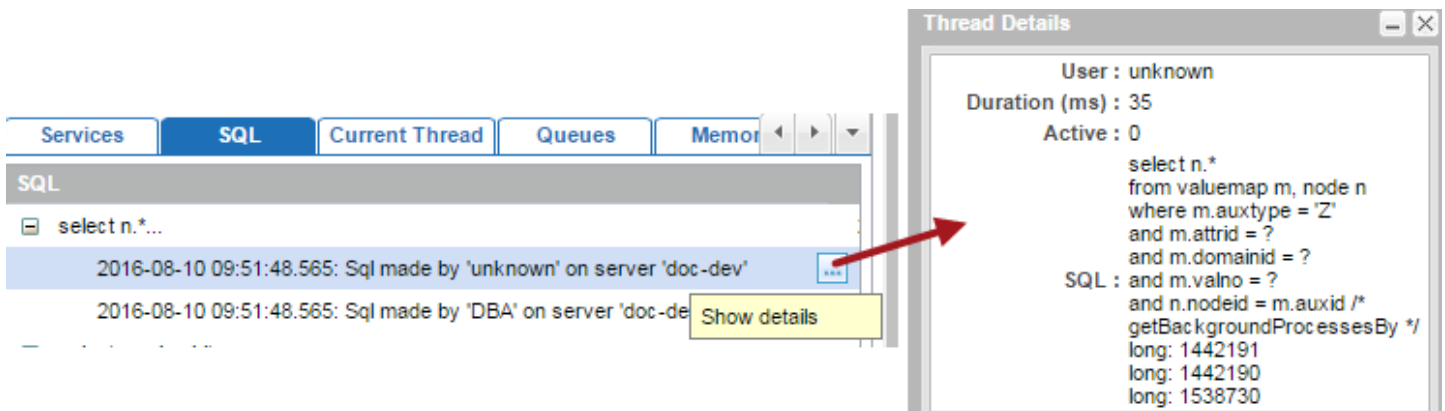 Services SQL Current Thread Queues Memor
SQL
select n.*...
2016-08-10 09:51:48.565: Sql made by 'unknown' on server 'doc-dev'
2016-08-10 09:51:48.565: Sql made by 'DBA' on server 'doc-de
Show details
Thread Details
User : unknown
Duration (ms) : 35
Active : 0
select n.*
from valuemap m, node n
where m.auxtype = 'Z'
and m.attrid = ?
and m.domainid = ?
SQL : and m.valno = ?
and n.nodeid = m.auxid /*
getBackgroundProcessesBy */
long: 1442191
long: 1442190
long: 1538730